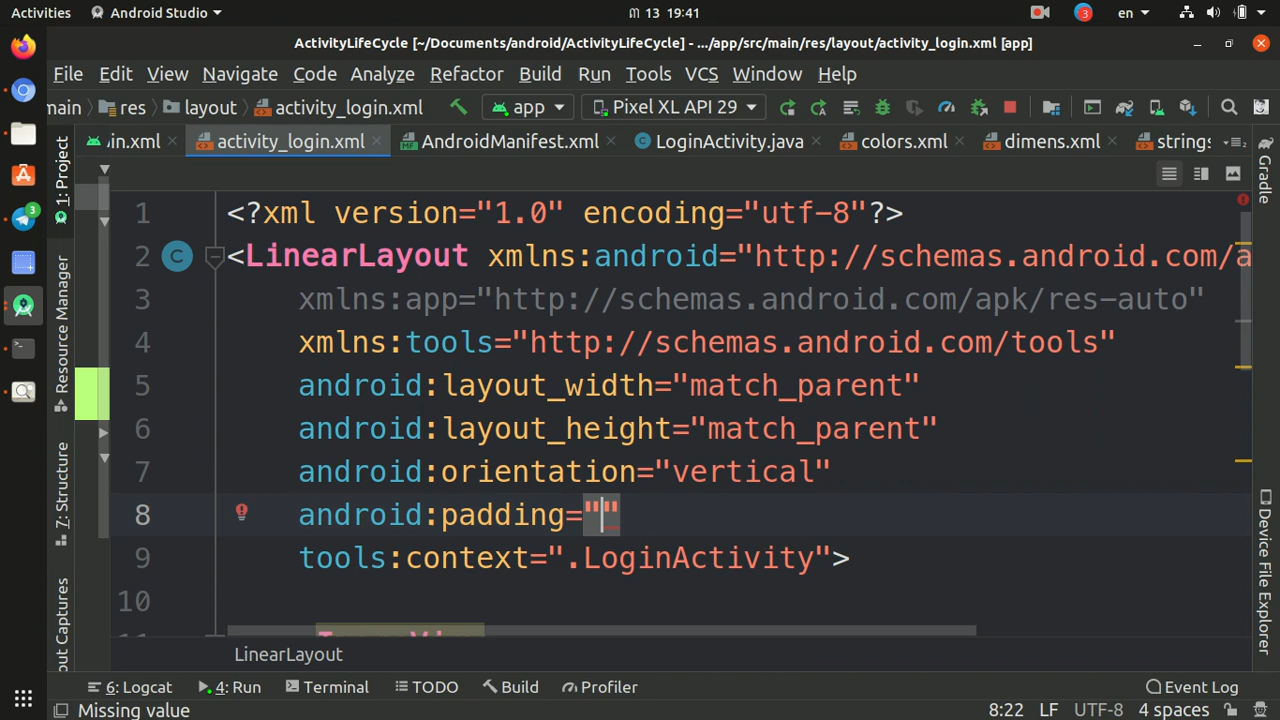 Activities
Android Studio
ከ 13  19:41
3
en
ActivityLifeCycle [~/Documents/android/ActivityLifeCycle] - .../app/src/main/res/layout/activity_login.xml [app]
File Edit View Navigate Code Analyze Refactor Build Run Tools VCS Window Help
main res layout activity_login.xml app Pixel XL API 29
in.xml activity_login.xml AndroidManifest.xml LoginActivity.java colors.xml dimens.xml strings
1: Project
Resource Manager
7: Structure
out Captures
3
1 <?xml version="1.0" encoding="utf-8"?>
2 <LinearLayout xmlns:android="http://schemas.android.com/a
3 xmlns:app="http://schemas.android.com/apk/res-auto"
4 xmlns:tools="http://schemas.android.com/tools"
5 android:layout_width="match_parent"
6 android:layout_height="match_parent"
7 android:orientation="vertical"
8 android:padding=""
9 tools:context=".LoginActivity">
10
Gradle
Device File Explorer
LinearLayout
6: Logcat 4: Run Terminal TODO Build Profiler Event Log
Missing value 8:22 LF UTF-8 4 spaces